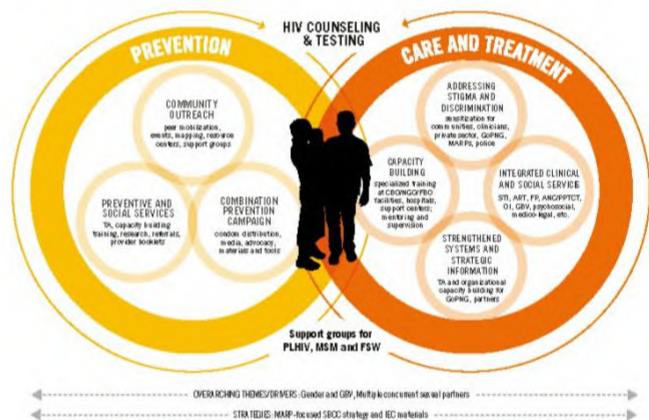 HIV COUNSELING
& TESTING
PREVENTION
CARE AND TREATMENT
COMMUNITY
OUTREACH
peer mobilization,
events, mapping, resource
centers, support groups
PREVENTIVE AND
SOCIAL SERVICES
TA, capacity building
training, research, referrals,
provider booklets
COMBINATION
PREVENTION
CAMPAIGN
condom distribution,
media, advocacy,
materials and tools
ADDRESSING
STIGMA AND
DISCRIMINATION
sensitization for
communities, clinicians,
private sector, GoPNG,
MARPs, police
CAPACITY
BUILDING
specialized training
at CBO/NGO/FBO
facilities, hospitals,
support centers;
mentoring and
supervision
INTEGRATED CLINICAL
AND SOCIAL SERVICE
STI, ART, FP, ANC/PPTCT,
OI, GBV, psychosocial,
medico-legal, etc.
STRENGTHENED
SYSTEMS AND
STRATEGIC
INFORMATION
TA and organizational
capacity building for
GoPNG, partners
Support groups for
PLHIV, MSM and FSW
OVERARCHING THEMES/DRIVERS: Gender and GBV, Multiple concurrent sexual partners
STRATEGIES: MARP-focused SBCC strategy and IEC materials